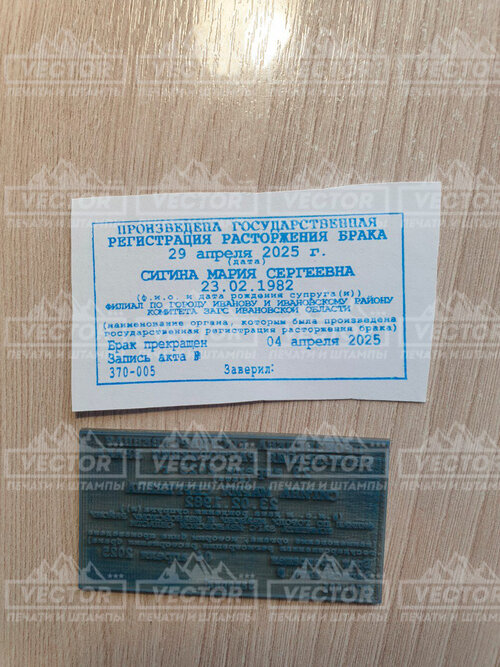 ПРОИЗВЕДЕНА ГОСУДАРСТВЕННАЯ
РЕГИСТРАЦИЯ РАСТОРЖЕНИЯ БРАКА
29 апреля 2025 г.
(дата)
СИГИНА МАРИЯ СЕРГЕЕВНА
23.02.1982
(ф.и.о. и дата рождения супруга(и))
ФИЛИАЛ ПО ГОРОДУ ИВАНОВУ И ИВАНОВСКОМУ РАЙОНУ
КОМИТЕТА ЗАГС ИВАНОВСКОЙ ОБЛАСТИ
(наименование органа, которым была произведена
государственная регистрация расторжения брака)
Брак прекращен 04 апреля 2025
Запись акта №
370-005 Заверил:
VECTOR
ПЕЧАТИ И ШТАМПЫ